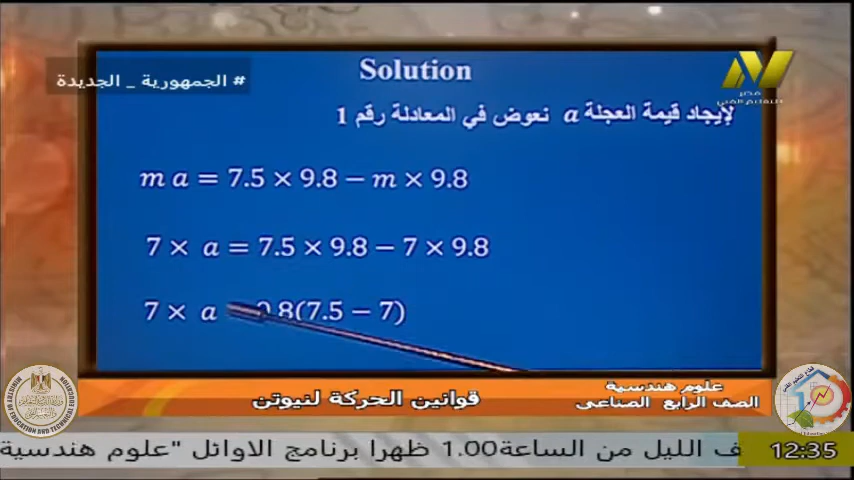 Solution
# الجمهورية _ الجديدة
لإيجاد قيمة العجلة a نعوض في المعادلة رقم 1
m a = 7.5 × 9.8 − m × 9.8
7 × a = 7.5 × 9.8 − 7 × 9.8
7 × a 9.8(7.5 − 7)
علوم هندسية
الصف الرابع الصناعى
قوانين الحركة لنيوتن
ف الليل من الساعة1.00 ظهرا برنامج الاوائل "علوم هندسية
12:35